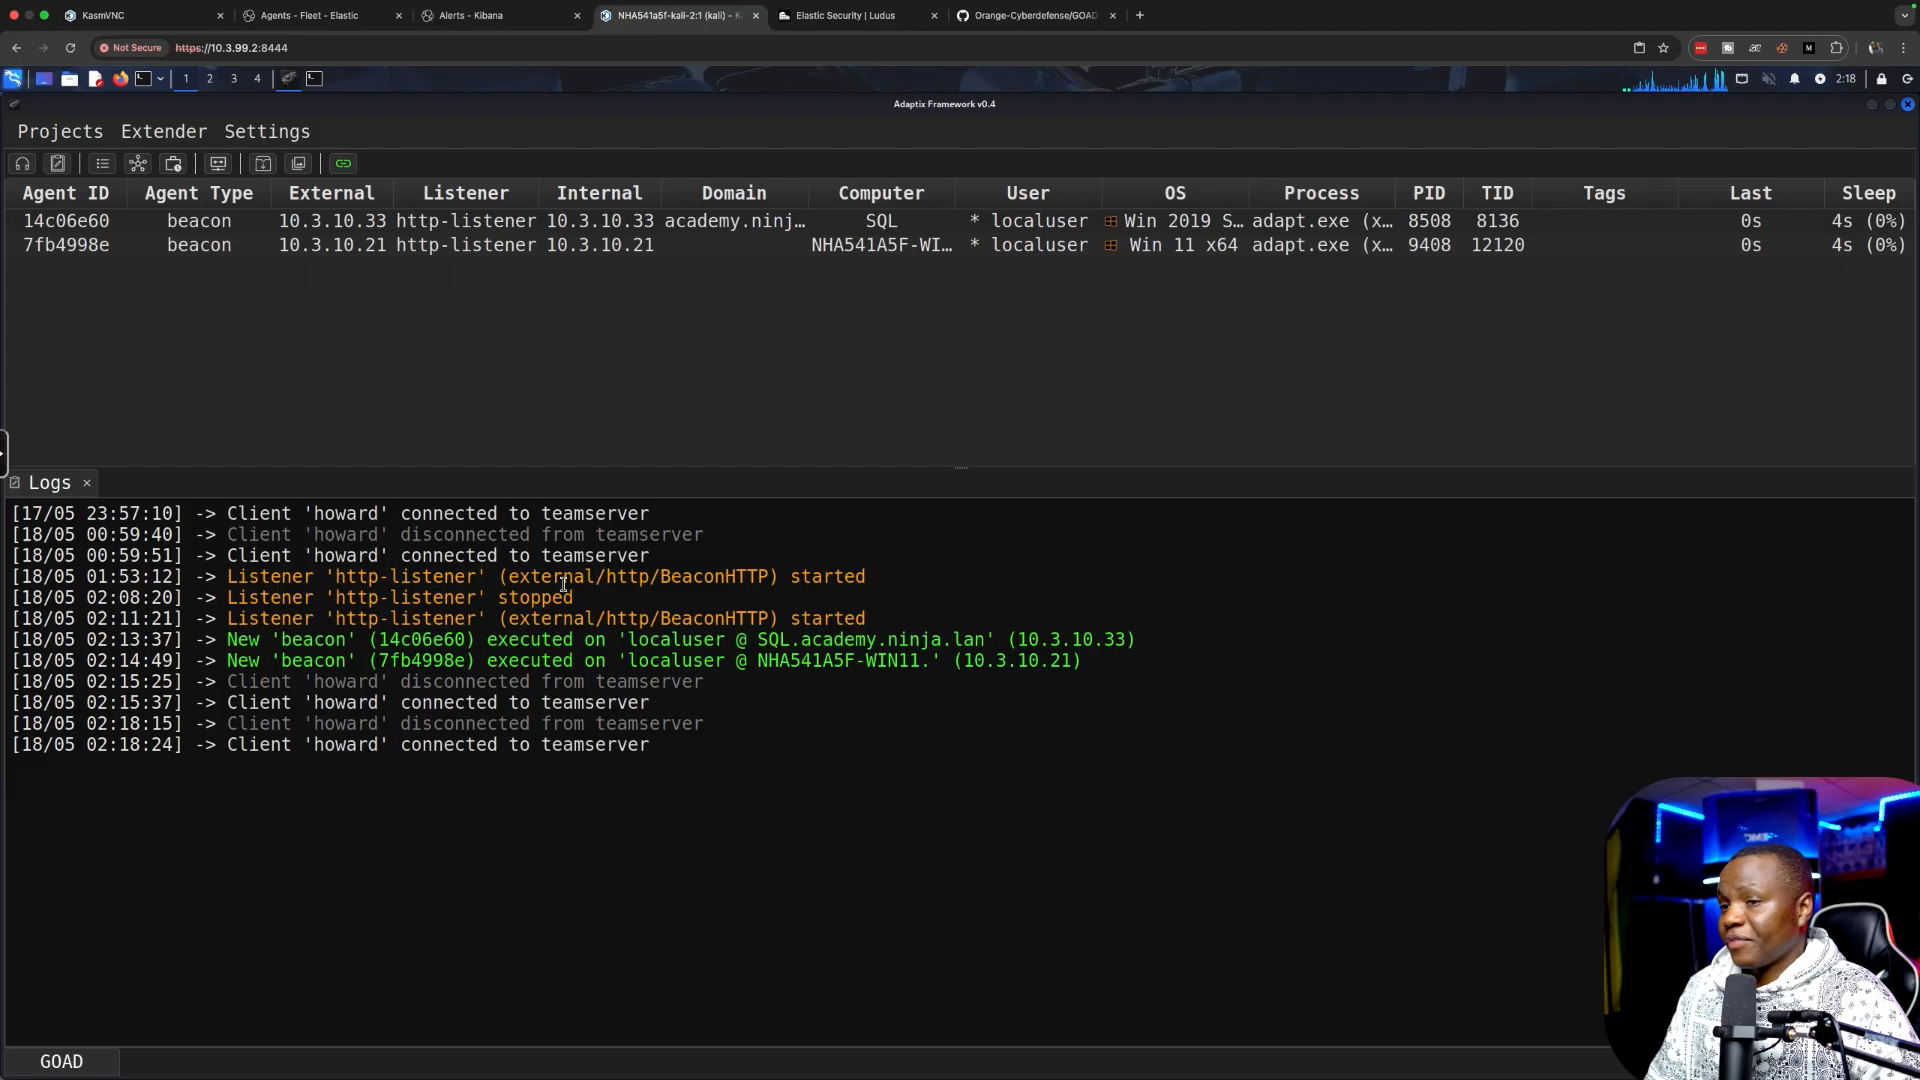 KasmVNC
Agents - Fleet - Elastic
Alerts - Kibana
NHA541a5f-kali-2:1 (kali) - K
Elastic Security | Ludus
Orange-Cyberdefense/GOAD
Not Secure https://10.3.99.2:8444
1 2 3 4
2:18
Adaptix Framework v0.4
Projects Extender Settings
Agent ID Agent Type External Listener Internal Domain Computer User OS Process PID TID Tags Last Sleep
14c06e60 beacon 10.3.10.33 http-listener 10.3.10.33 academy.ninj… SQL * localuser Win 2019 S… adapt.exe (x… 8508 8136 0s 4s (0%)
7fb4998e beacon 10.3.10.21 http-listener 10.3.10.21 NHA541A5F-WI… * localuser Win 11 x64 adapt.exe (x… 9408 12120 0s 4s (0%)
Logs
[17/05 23:57:10] -> Client 'howard' connected to teamserver
[18/05 00:59:40] -> Client 'howard' disconnected from teamserver
[18/05 00:59:51] -> Client 'howard' connected to teamserver
[18/05 01:53:12] -> Listener 'http-listener' (external/http/BeaconHTTP) started
[18/05 02:08:20] -> Listener 'http-listener' stopped
[18/05 02:11:21] -> Listener 'http-listener' (external/http/BeaconHTTP) started
[18/05 02:13:37] -> New 'beacon' (14c06e60) executed on 'localuser @ SQL.academy.ninja.lan' (10.3.10.33)
[18/05 02:14:49] -> New 'beacon' (7fb4998e) executed on 'localuser @ NHA541A5F-WIN11.' (10.3.10.21)
[18/05 02:15:25] -> Client 'howard' disconnected from teamserver
[18/05 02:15:37] -> Client 'howard' connected to teamserver
[18/05 02:18:15] -> Client 'howard' disconnected from teamserver
[18/05 02:18:24] -> Client 'howard' connected to teamserver
GOAD